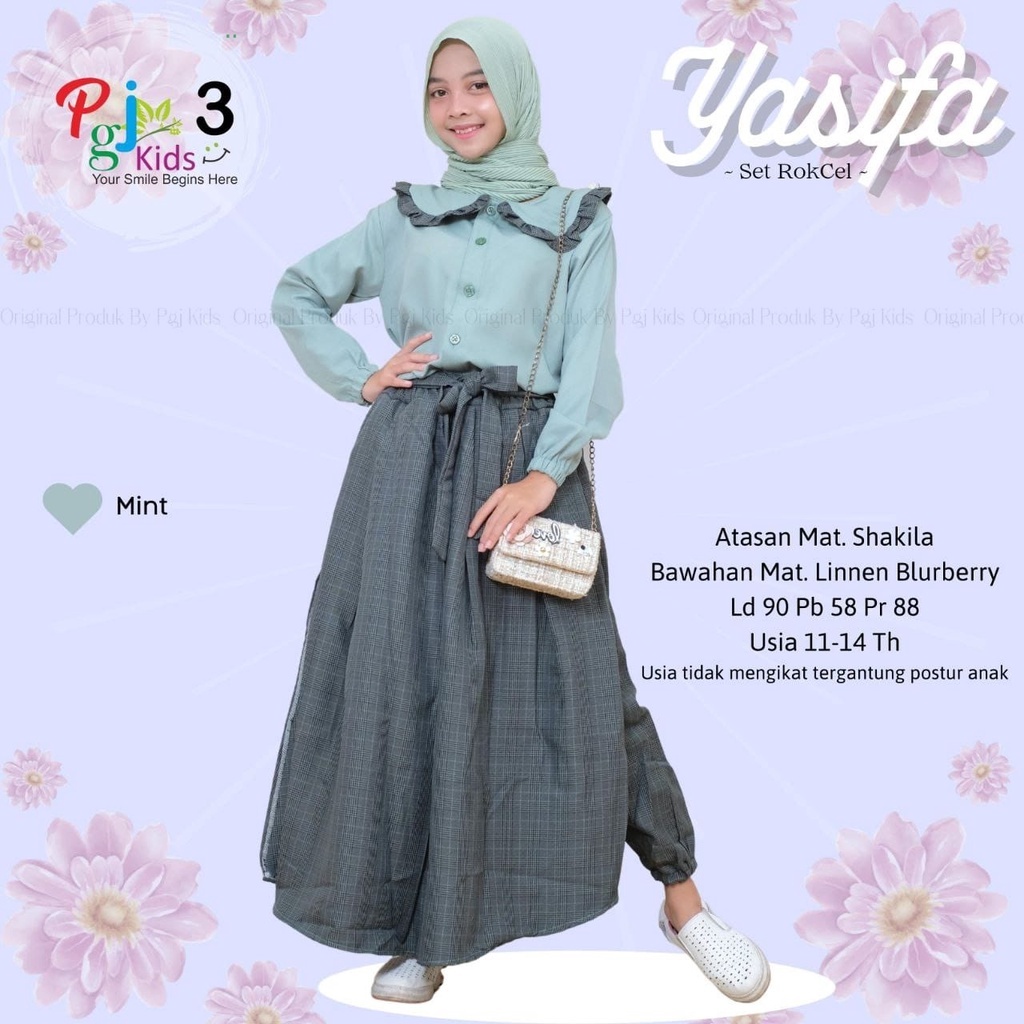 Pgj Kids 3
Your Smile Begins Here
Yasifa
~ Set RokCel ~
Original Produk By Pgj Kids Original Produk By Pgj Kids Original Produk By Pgj Kids Original Produk By Pgj Kids Original Pro
Mint
love
Atasan Mat. Shakila
Bawahan Mat. Linnen Blurberry
Ld 90 Pb 58 Pr 88
Usia 11-14 Th
Usia tidak mengikat tergantung postur anak